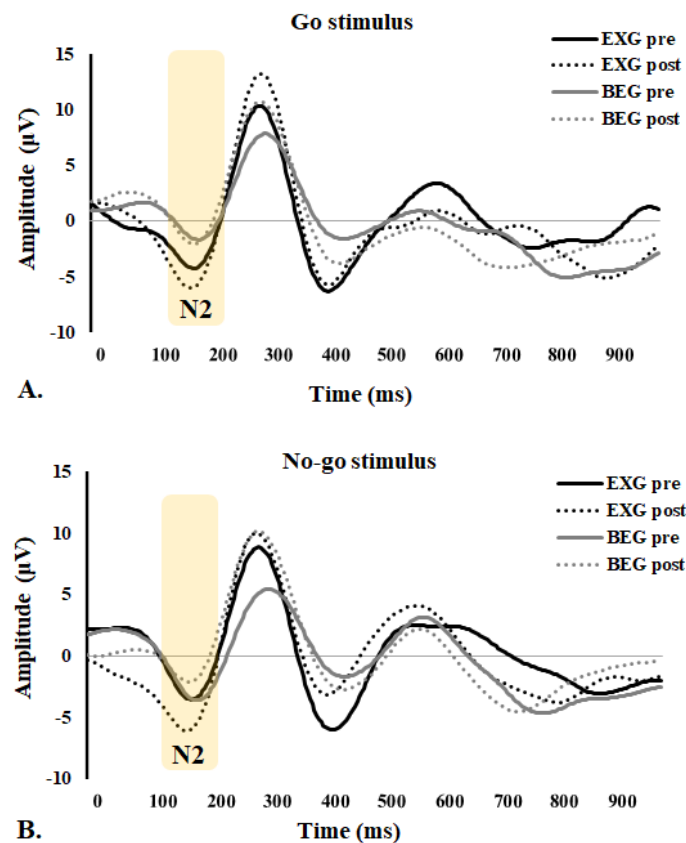 Go stimulus
EXG pre
EXG post
BEG pre
BEG post
15
10
5
0
-5
-10
Amplitude (µV)
N2
0 100 200 300 400 500 600 700 800 900
Time (ms)
A.
No-go stimulus
EXG pre
EXG post
BEG pre
BEG post
15
10
5
0
-5
-10
Amplitude (µV)
N2
0 100 200 300 400 500 600 700 800 900
Time (ms)
B.